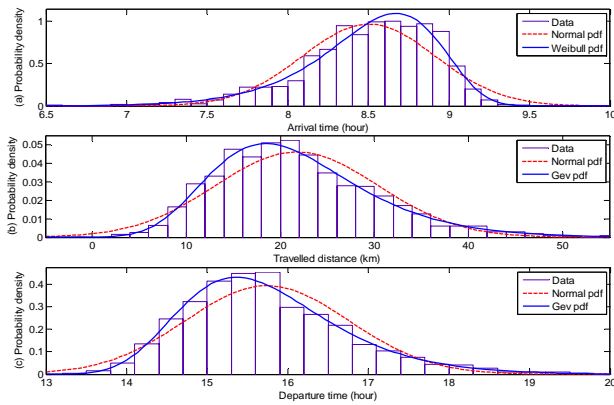 (a) Probability density
1
0.5
0
6.5 7 7.5 8 8.5 9 9.5 10
Arrival time (hour)
Data
Normal pdf
Weibull pdf
(b) Probability density
0.05
0.04
0.03
0.02
0.01
0
0 10 20 30 40 50
Travelled distance (km)
Data
Normal pdf
Gev pdf
(c) Probability density
0.4
0.3
0.2
0.1
0
13 14 15 16 17 18 19 20
Departure time (hour)
Data
Normal pdf
Gev pdf